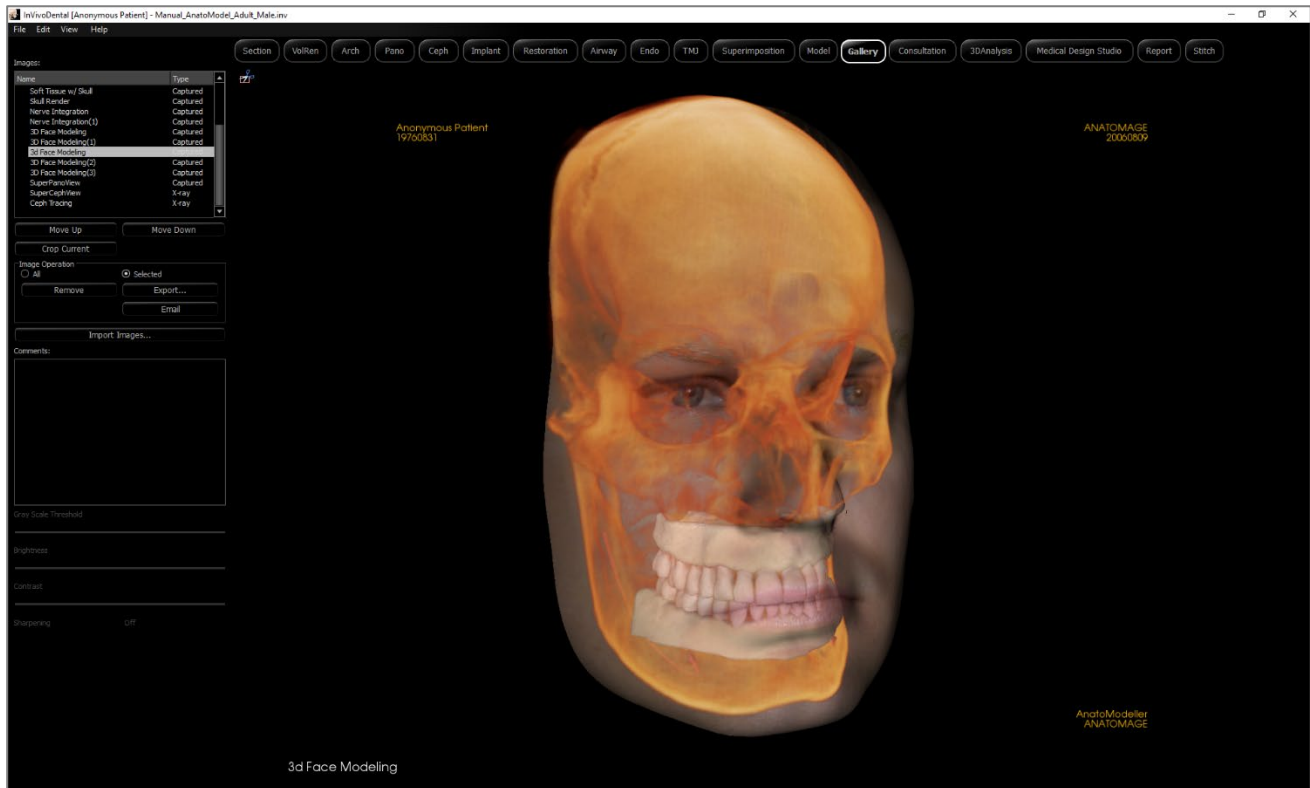 InVivoDental [Anonymous Patient] - Manual_AnatoModel_Adult_Male.inv
File Edit View Help
Section VolRen Arch Pano Ceph Implant Restoration Airway Endo TMJ Superimposition Model Gallery Consultation 3DAnalysis Medical Design Studio Report Stitch
Images:
Name Type
Soft Tissue w/ Skull Captured
Skull Render Captured
Nerve Integration Captured
Nerve Integration(1) Captured
3D Face Modeling Captured
3D Face Modeling(1) Captured
3d Face Modeling Captured
3D Face Modeling(2) Captured
3D Face Modeling(3) Captured
SuperPanoView Captured
SuperCephView X-ray
Ceph Tracing X-ray
Move Up Move Down
Crop Current
Image Operation
All Selected
Remove Export...
Email
Import Images...
Comments:
Gray Scale Threshold
Brightness
Contrast
Sharpening Off
Anonymous Patient
19760831
ANATOMAGE
20060809
AnatoModeller
ANATOMAGE
3d Face Modeling